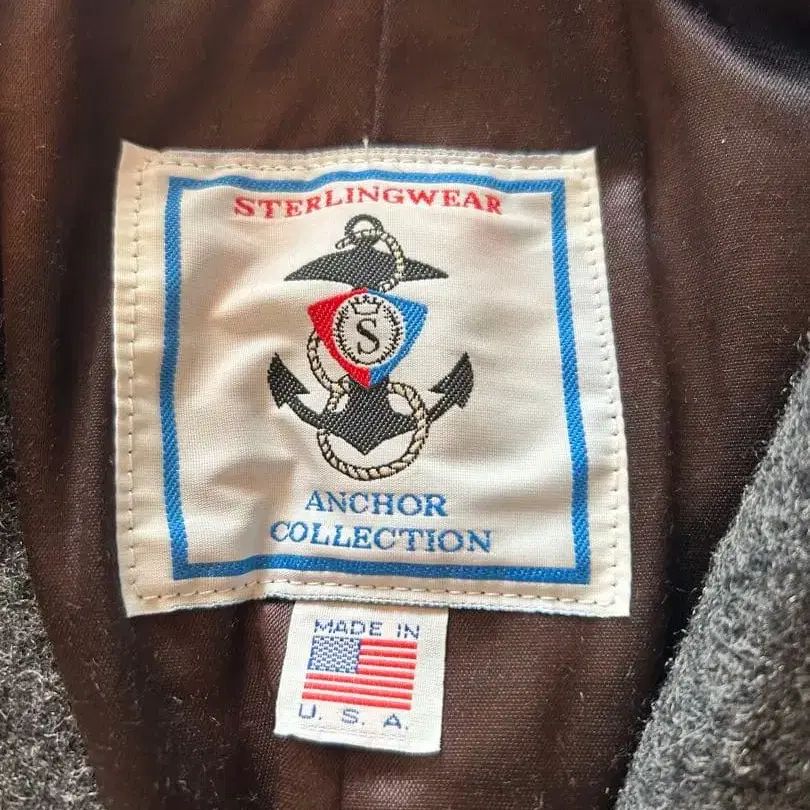 STERLINGWEAR
S
ANCHOR
COLLECTION
MADE IN
U. S. A.